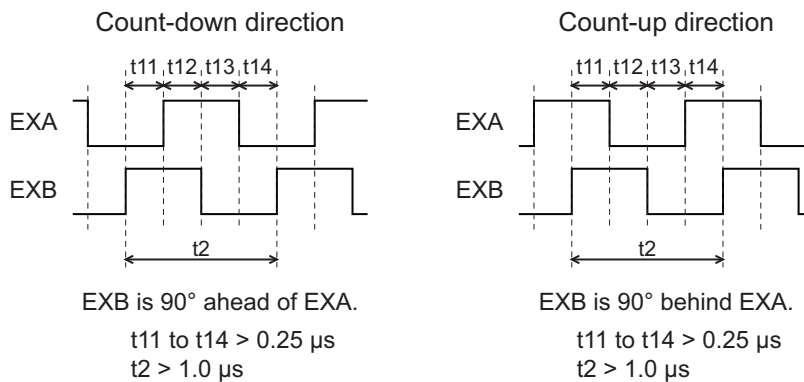 Count-down direction
t11 t12 t13 t14
EXA
EXB
t2
EXB is 90° ahead of EXA.
t11 to t14 > 0.25 μs
t2 > 1.0 μs
Count-up direction
t11 t12 t13 t14
EXA
EXB
t2
EXB is 90° behind EXA.
t11 to t14 > 0.25 μs
t2 > 1.0 μs